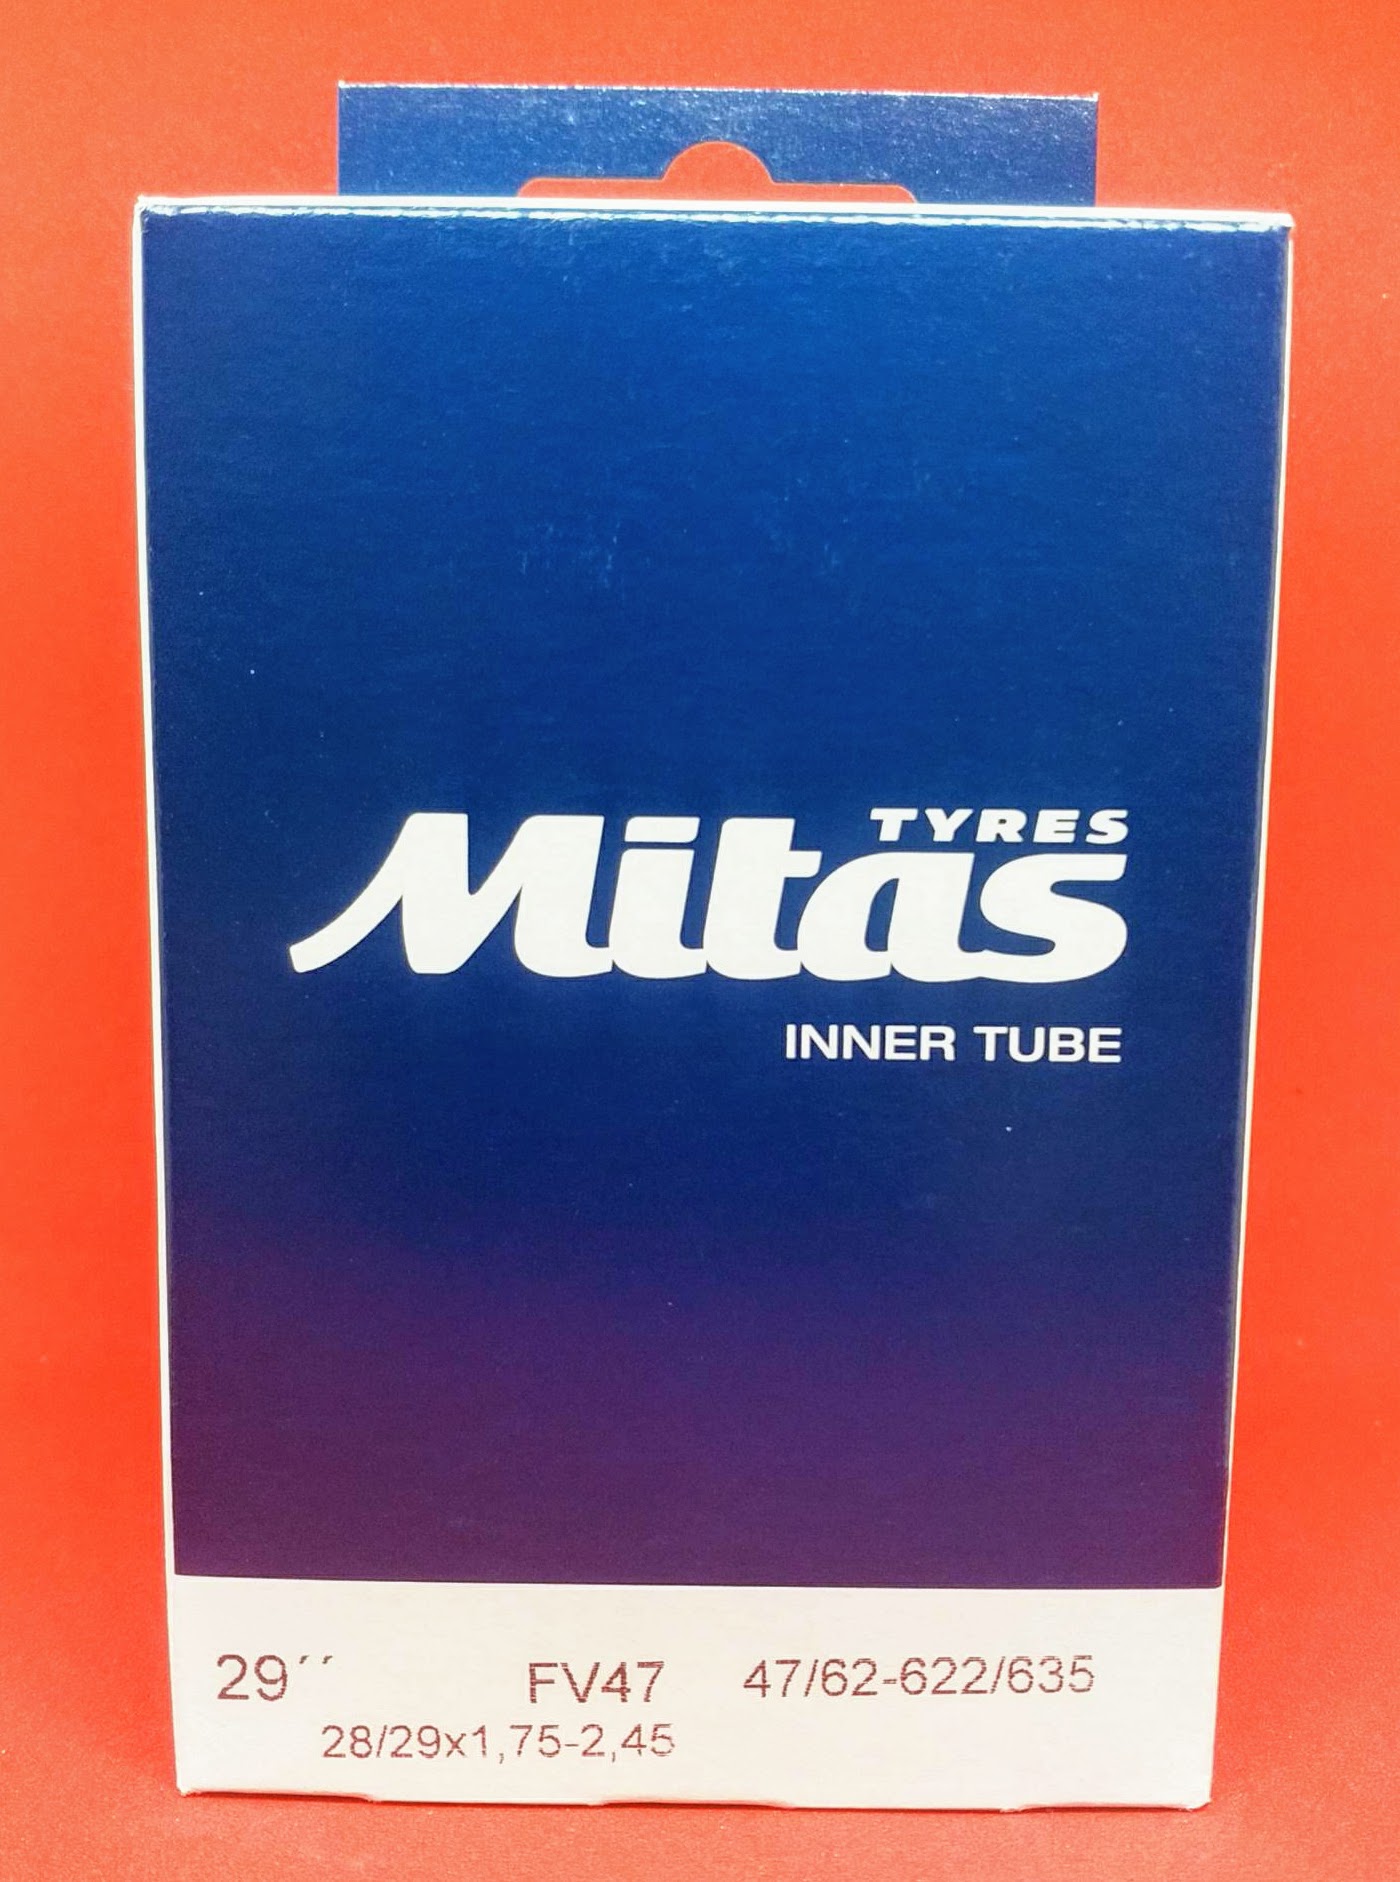 TYRES
Mitas
INNER TUBE
29´´ FV47 47/62-622/635
28/29x1,75-2,45